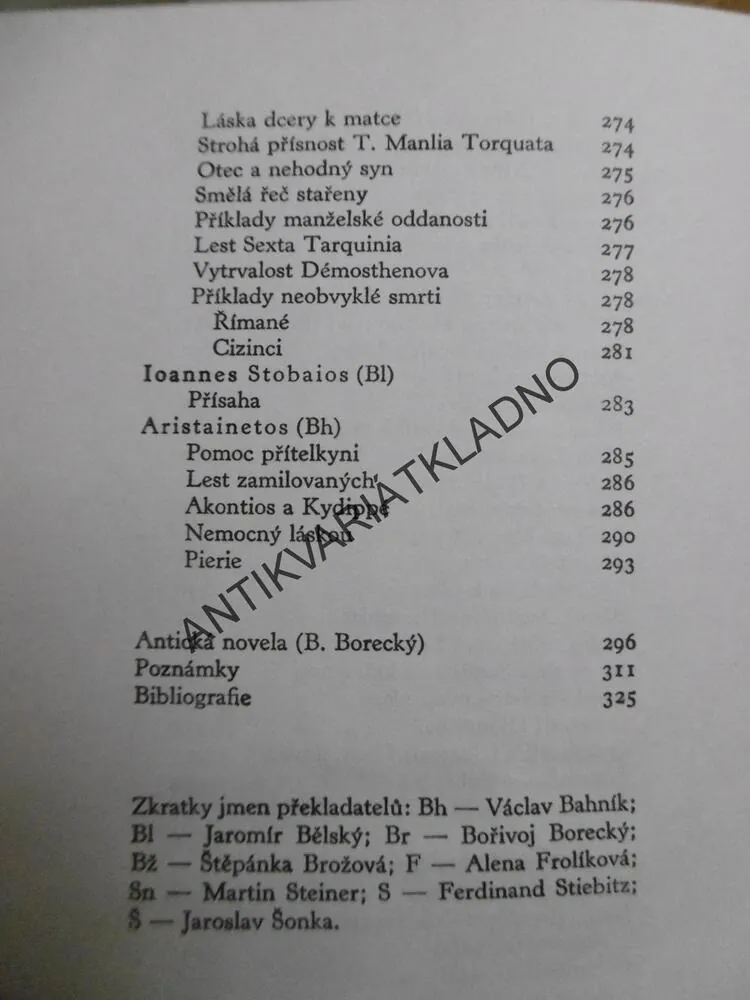 Láska dcery k matce 274
Strohá přísnost T. Manlia Torquata 274
Otec a nehodný syn 275
Smělá řeč stařeny 276
Příklady manželské oddanosti 276
Lest Sexta Tarquinia 277
Vytrvalost Démosthenova 278
Příklady neobvyklé smrti 278
Římané 278
Cizinci 281
Ioannes Stobaios (Bl)
Přísaha 283
Aristainetos (Bh)
Pomoc přítelkyni 285
Lest zamilovaných 286
Akontios a Kydippé 286
Nemocný láskou 290
Pierie 293
ANTIKVARIATKLADNO
Antická novela (B. Borecký) 296
Poznámky 311
Bibliografie 325
Zkratky jmen překladatelů: Bh — Václav Bahník;
Bl — Jaromír Bělský; Br — Bořivoj Borecký;
Bž — Štěpánka Brožová; F — Alena Frolíková;
Sn — Martin Steiner; S — Ferdinand Stiebitz;
Š — Jaroslav Šonka.